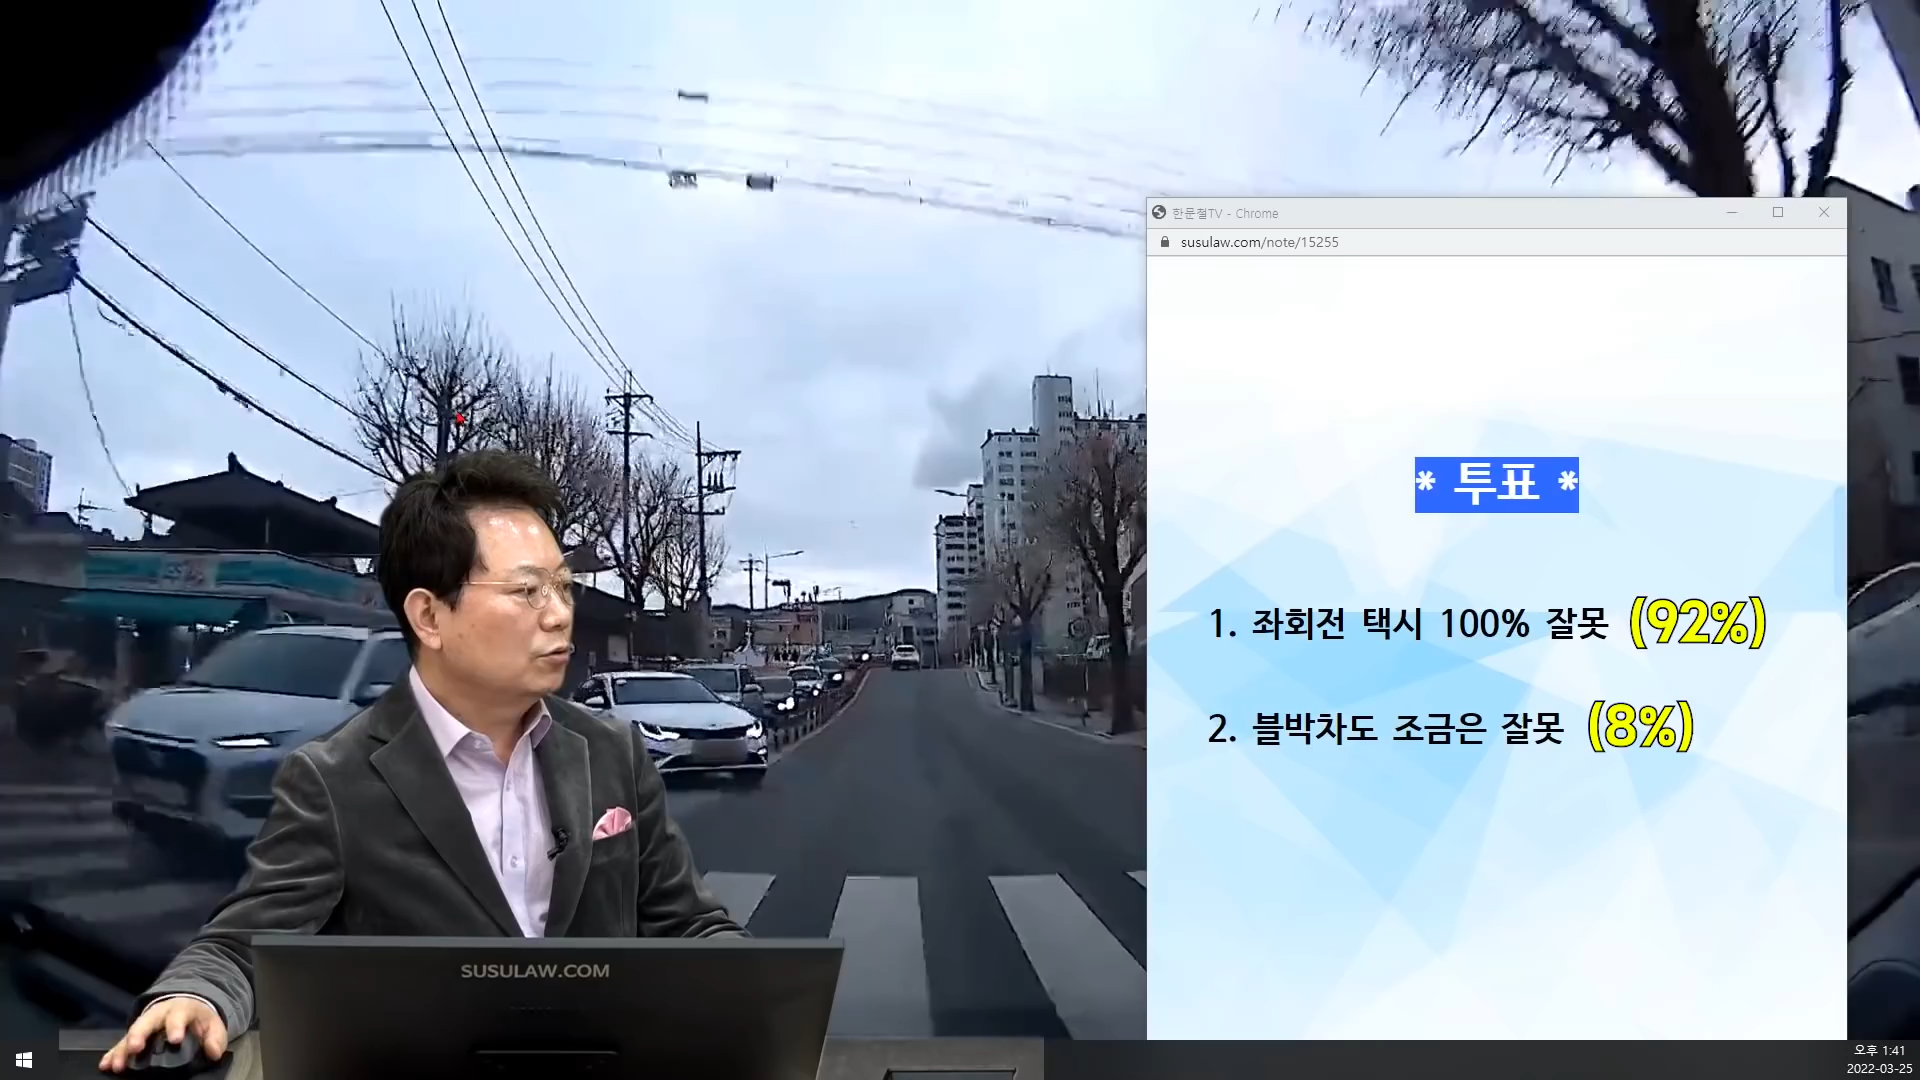 한문철TV - Chrome
susulaw.com/note/15255
* 투표 *
1. 좌회전 택시 100% 잘못 (92%)
2. 블박차도 조금은 잘못 (8%)
SUSULAW.COM
오후 1:41
2022-03-25